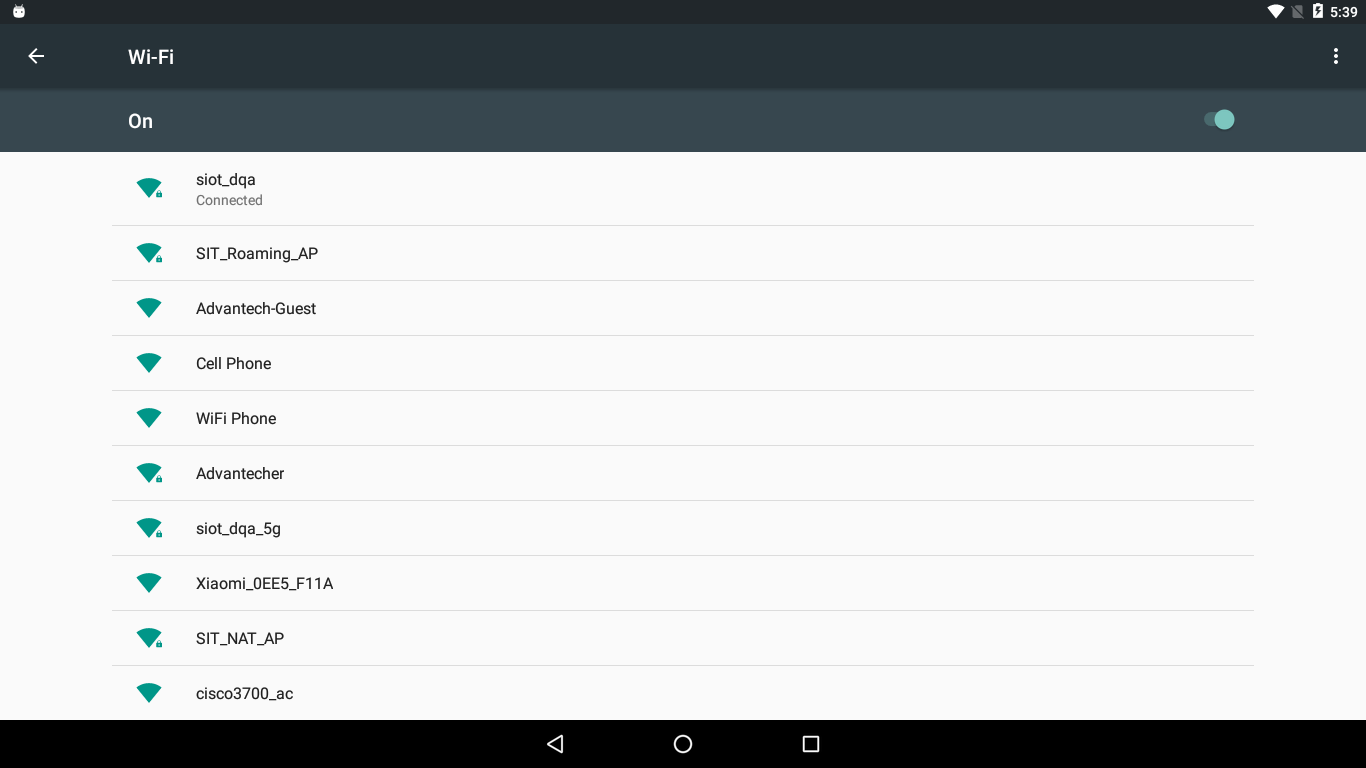 5:39
Wi-Fi
On
siot_dqa
Connected
SIT_Roaming_AP
Advantech-Guest
Cell Phone
WiFi Phone
Advantecher
siot_dqa_5g
Xiaomi_0EE5_F11A
SIT_NAT_AP
cisco3700_ac